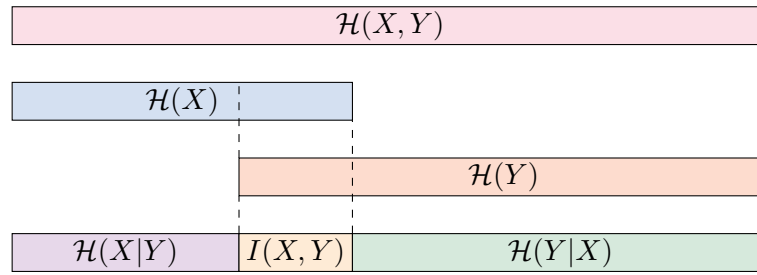 ℋ(X, Y)
ℋ(X)
ℋ(Y)
ℋ(X|Y) I(X, Y) ℋ(Y|X)